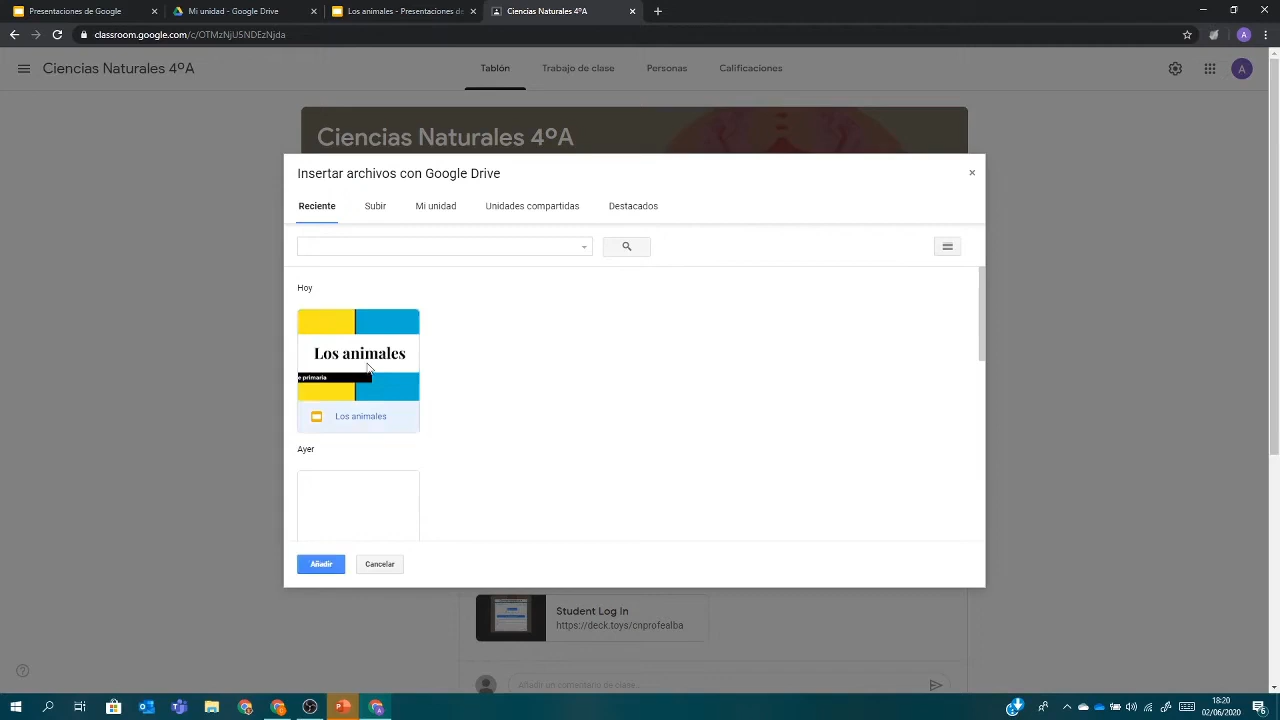 Presentaciones de Google
Mi unidad - Google Drive
Los animales - Presentaciones de
Ciencias Naturales 4ºA
classroom.google.com/c/OTMzNjU5NDEzNjda
A
Ciencias Naturales 4ºA
Tablón
Trabajo de clase
Personas
Calificaciones
A
Ciencias Naturales 4ºA
Insertar archivos con Google Drive
Reciente
Subir
Mi unidad
Unidades compartidas
Destacados
Hoy
Los animales
e primaria
Los animales
Ayer
Añadir
Cancelar
Student Log In
https://deck.toys/cnprofealba
Añadir un comentario de clase...
18:20
02/06/2020